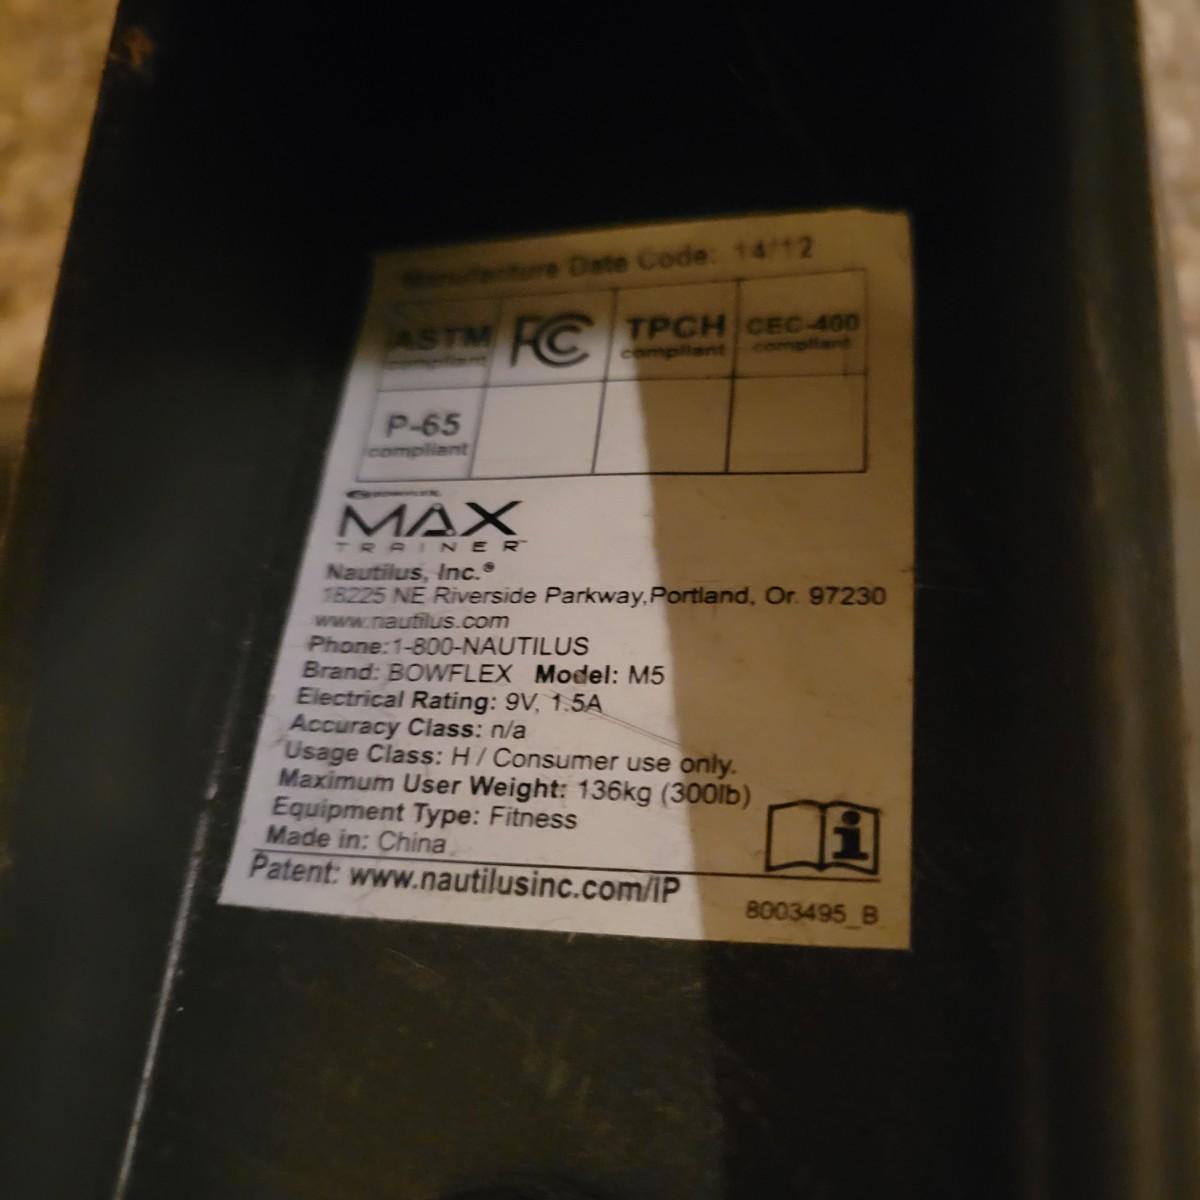 Manufacture Date Code: 14/12
ASTM compliant
FC
TPCH compliant
CEC-400 compliant
P-65 compliant
BOWFLEX
MAX
TRAINER™
Nautilus, Inc.®
18225 NE Riverside Parkway,Portland, Or. 97230
www.nautilus.com
Phone:1-800-NAUTILUS
Brand: BOWFLEX Model: M5
Electrical Rating: 9V, 1.5A
Accuracy Class: n/a
Usage Class: H / Consumer use only.
Maximum User Weight: 136kg (300lb)
Equipment Type: Fitness
Made in: China
Patent: www.nautilusinc.com/IP
8003495_B